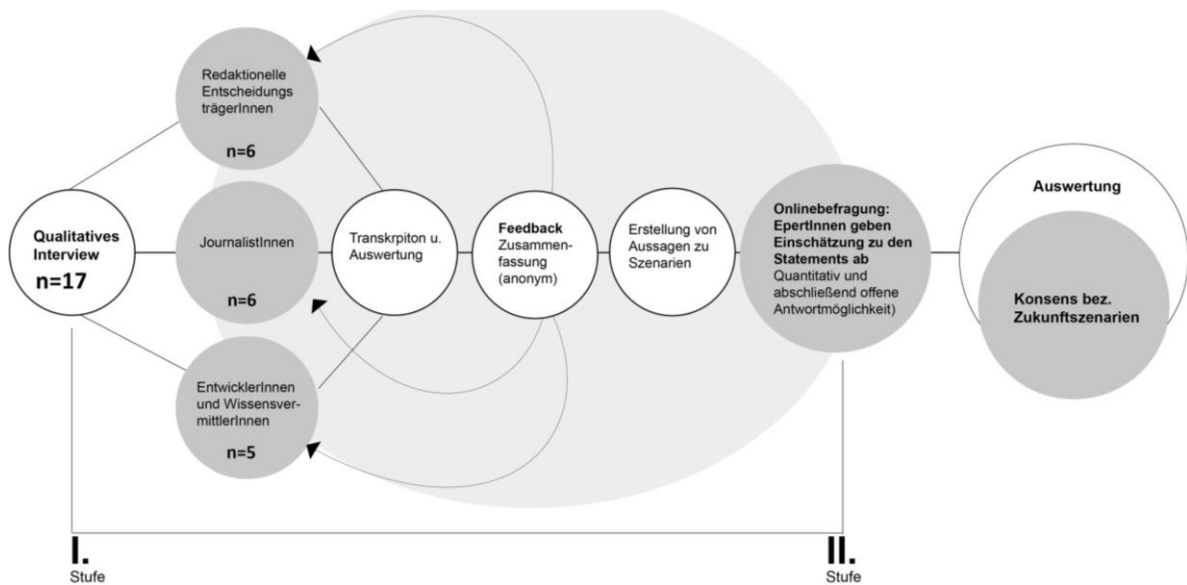 Redaktionelle
Entscheidungs
trägerInnen
n=6
Qualitatives
Interview
n=17
JournalistInnen
n=6
EntwicklerInnen
und Wissensver-
mittlerInnen
n=5
Transkrpiton u.
Auswertung
Feedback
Zusammen-
fassung
(anonym)
Erstellung von
Aussagen zu
Szenarien
Onlinebefragung:
EpertInnen geben
Einschätzung zu den
Statements ab
Quantitativ und
abschließend offene
Antwortmöglichkeit)
Auswertung
Konsens bez.
Zukunftszenarien
I.
Stufe
II.
Stufe